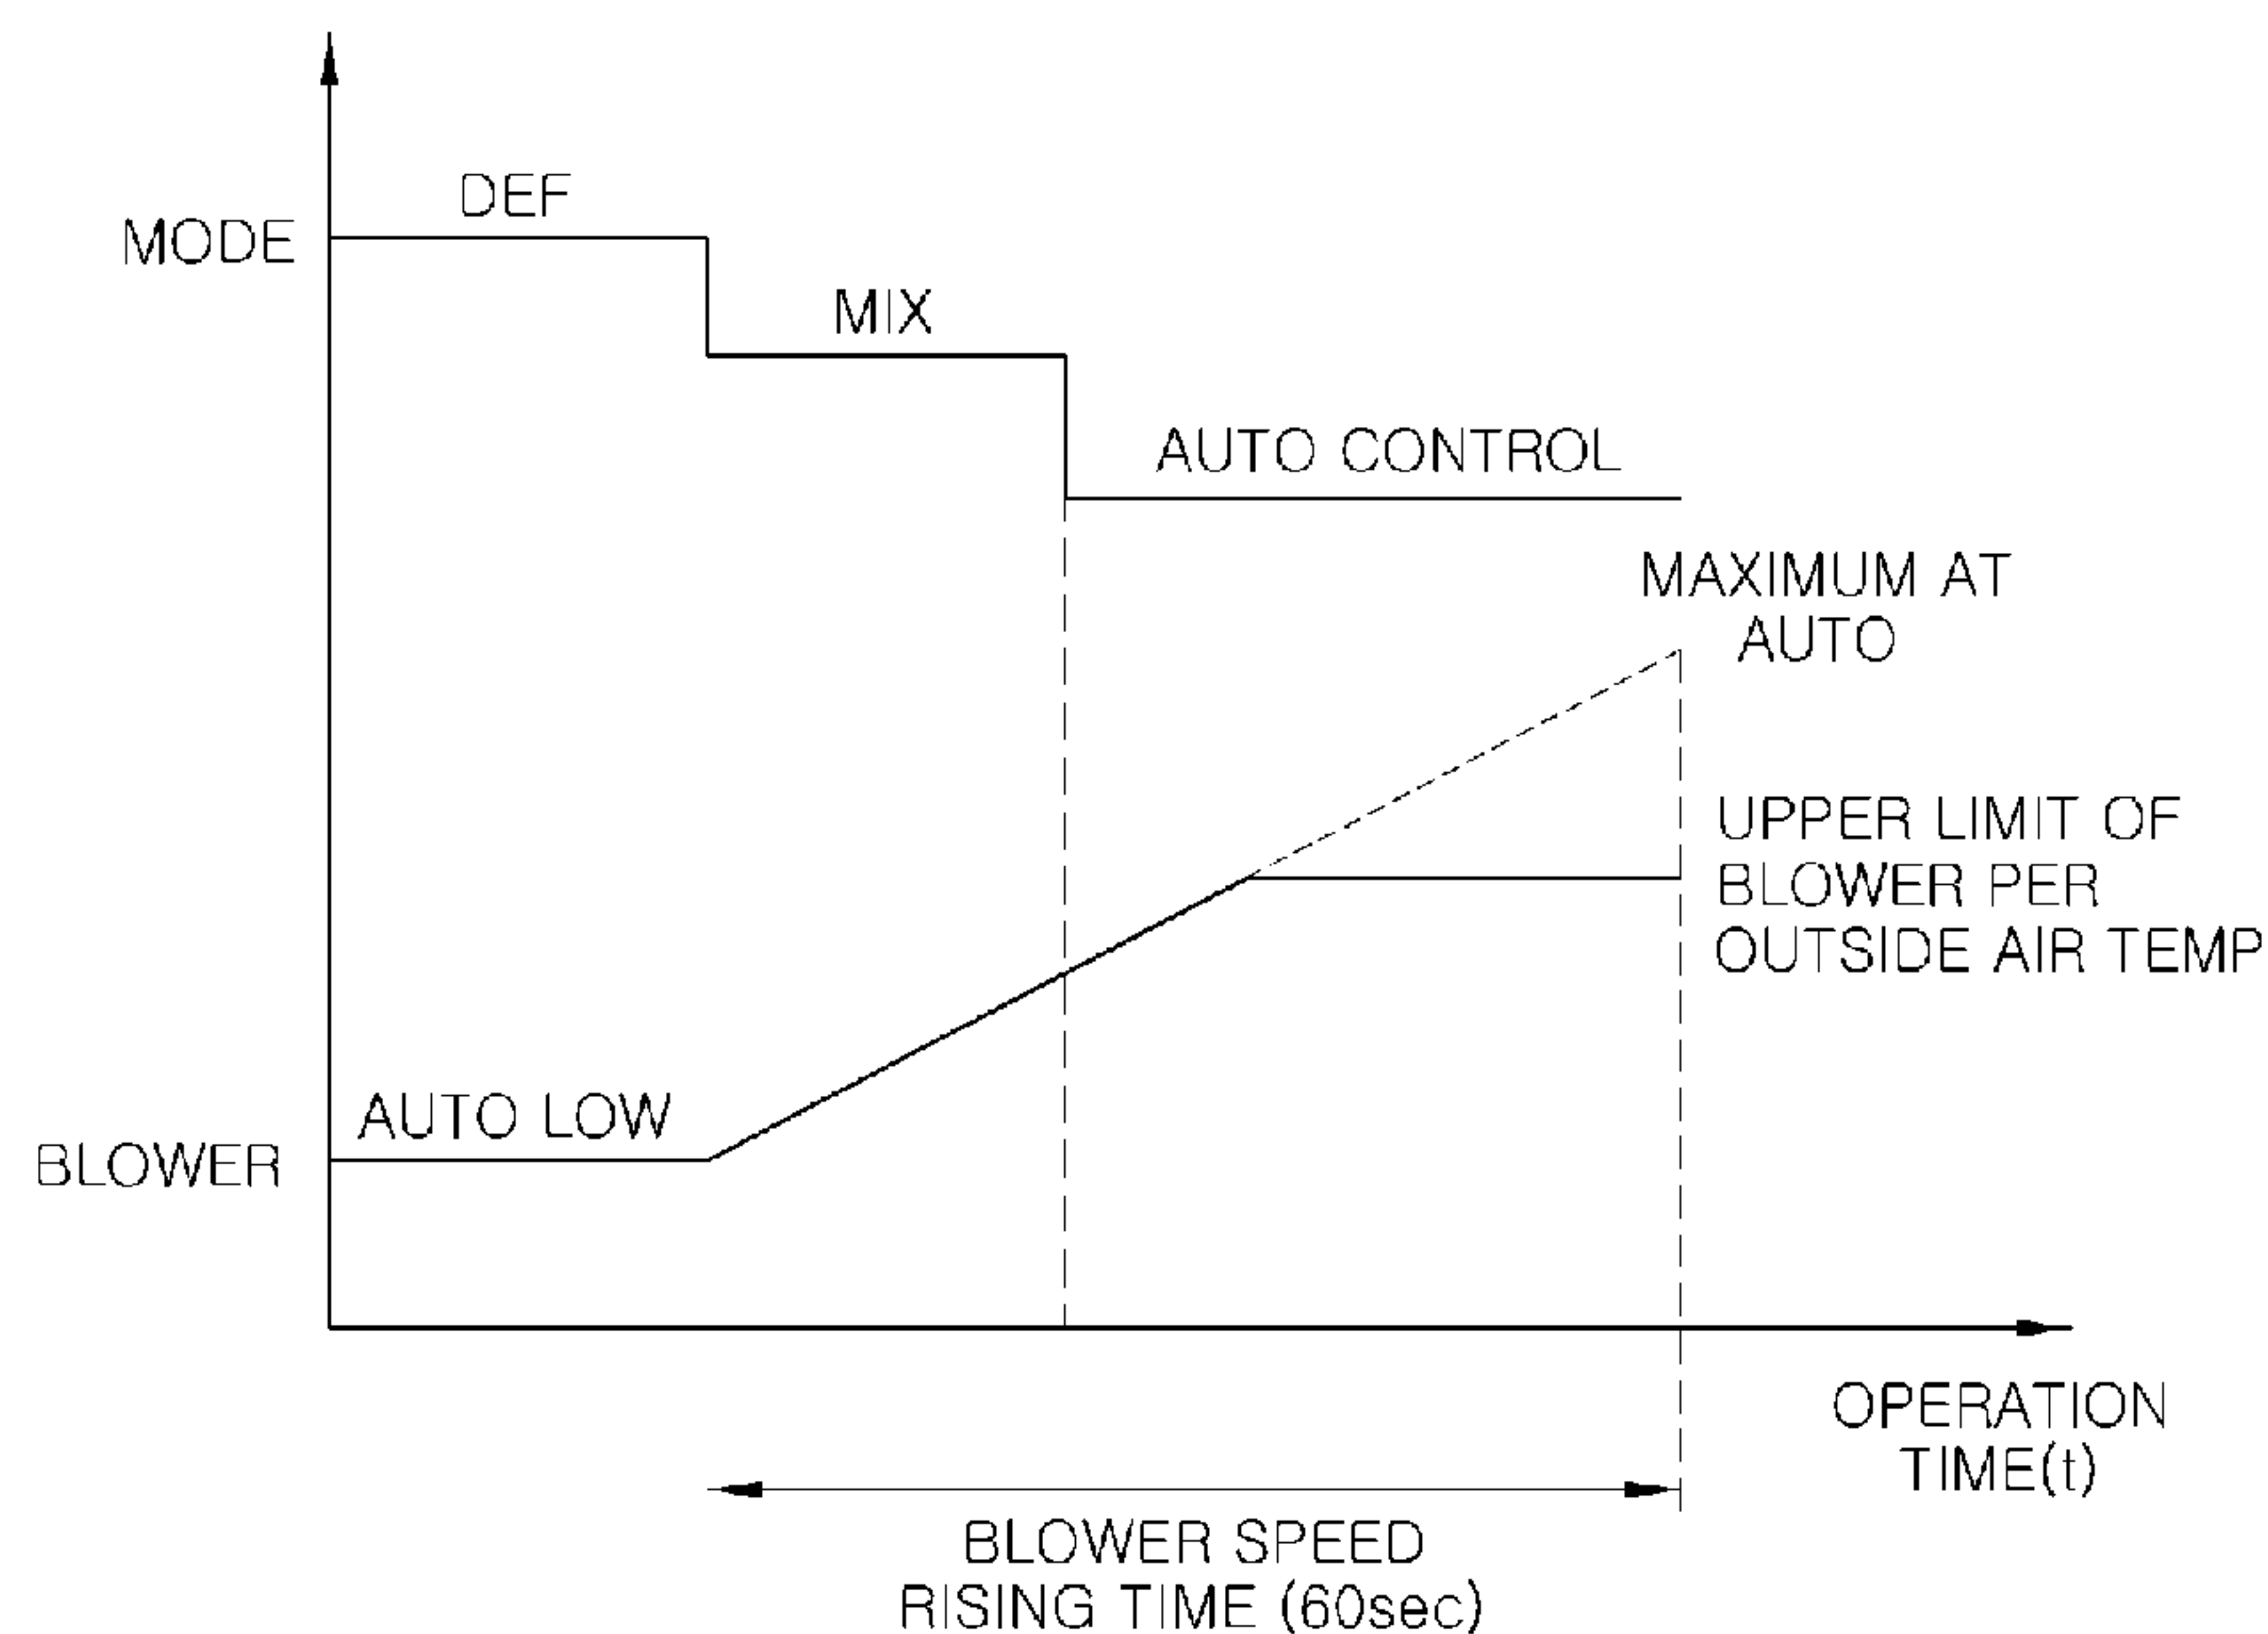 DEF
MODE
MIX
AUTO CONTROL
MAXIMUM AT
AUTO
UPPER LIMIT OF
BLOWER PER
OUTSIDE AIR TEMP
AUTO LOW
BLOWER
OPERATION
TIME(t)
BLOWER SPEED
RISING TIME (60sec)